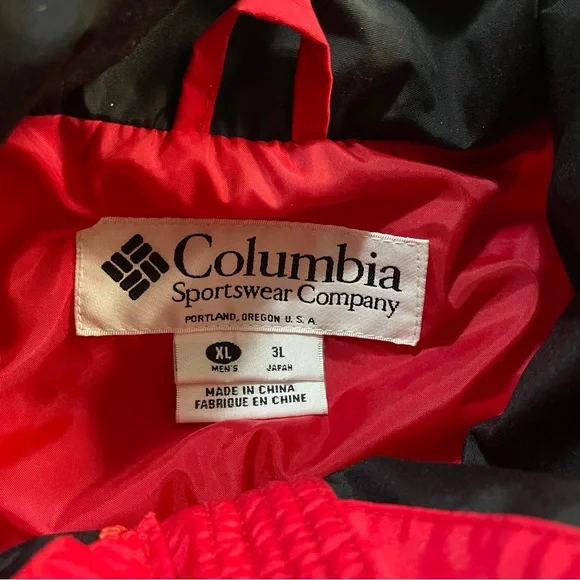 Columbia
Sportswear Company
PORTLAND, OREGON U. S. A.
XL 3L
MEN'S JAPAN
MADE IN CHINA
FABRIQUE EN CHINE